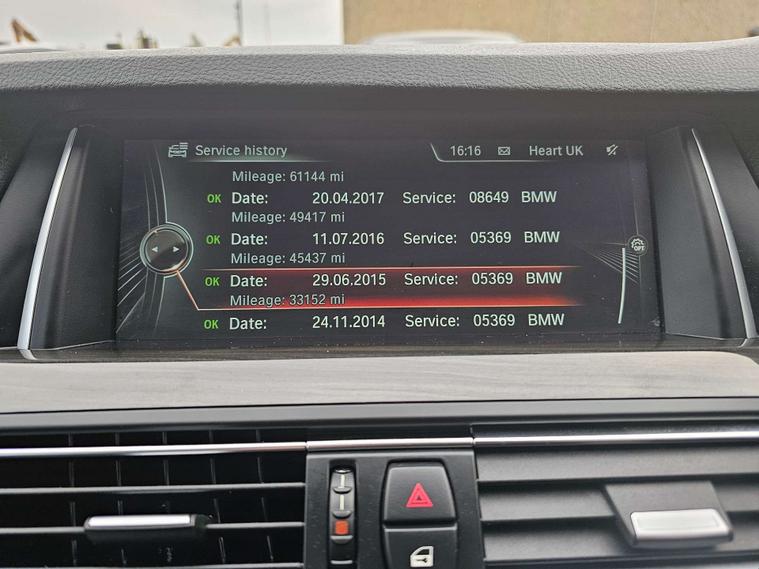 Service history 16:16 Heart UK
Mileage: 61144 mi
OK Date: 20.04.2017 Service: 08649 BMW
Mileage: 49417 mi
OK Date: 11.07.2016 Service: 05369 BMW
Mileage: 45437 mi
OK Date: 29.06.2015 Service: 05369 BMW
Mileage: 33152 mi
OK Date: 24.11.2014 Service: 05369 BMW
OPT